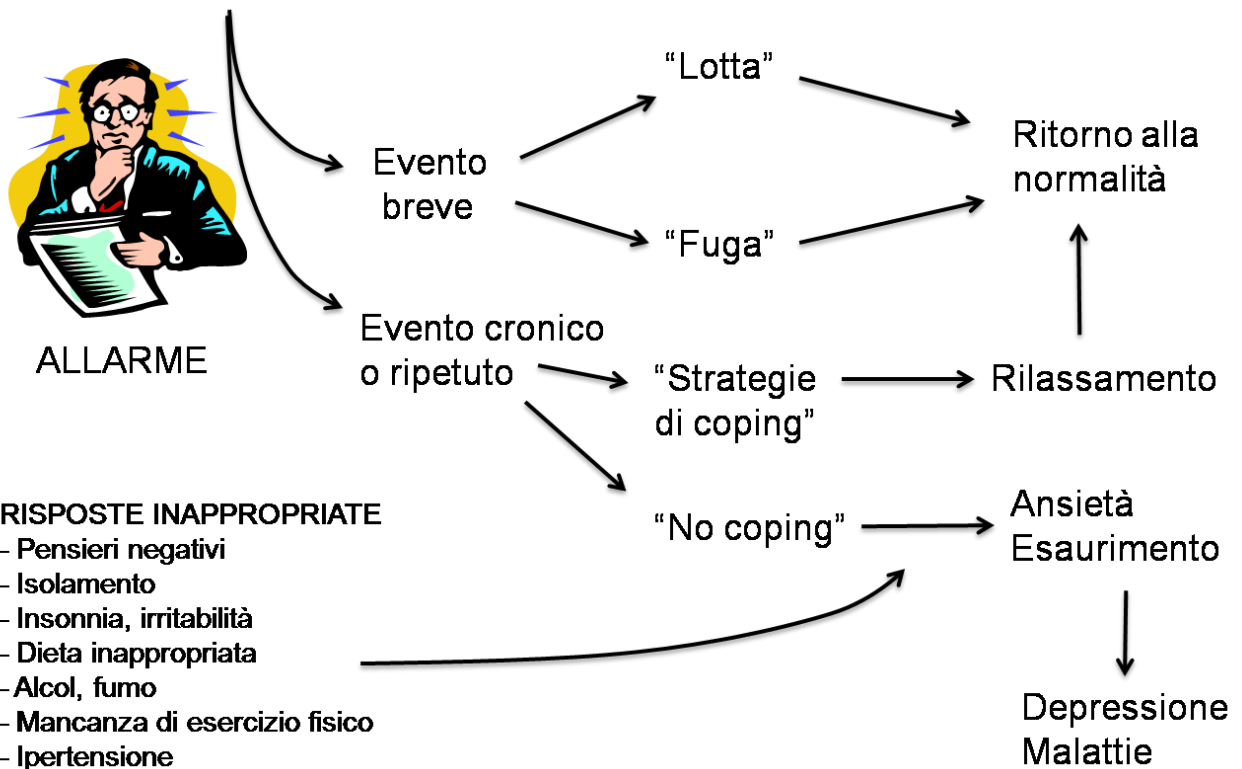 “Lotta”
Ritorno alla
normalità
Evento
breve
“Fuga”
ALLARME
Evento cronico
o ripetuto
“Strategie
di coping”
Rilassamento
RISPOSTE INAPPROPRIATE
- Pensieri negativi
- Isolamento
- Insonnia, irritabilità
- Dieta inappropriata
- Alcol, fumo
- Mancanza di esercizio fisico
- Ipertensione
“No coping”
Ansietà
Esaurimento
Depressione
Malattie